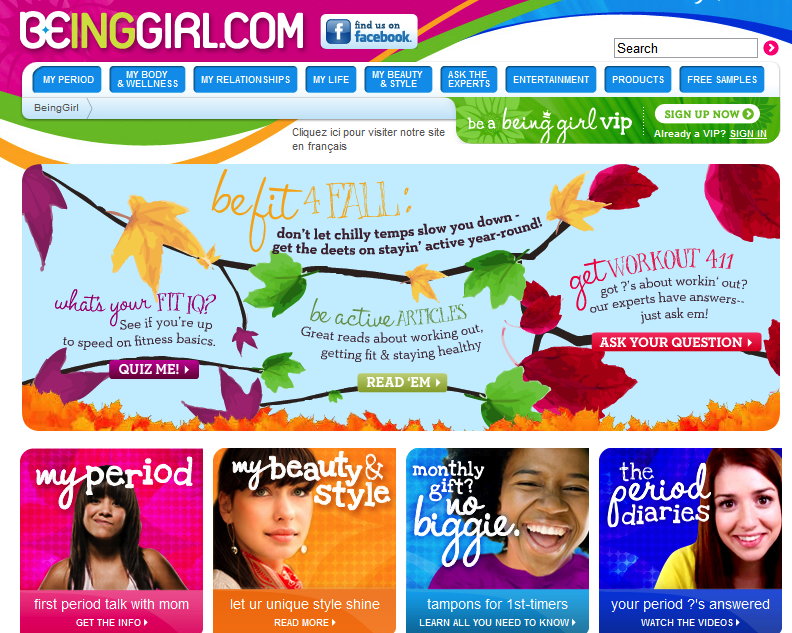 BEINGGIRL.COM
find us on
facebook.
Search
MY PERIOD
MY BODY
& WELLNESS
MY RELATIONSHIPS
MY LIFE
MY BEAUTY
& STYLE
ASK THE
EXPERTS
ENTERTAINMENT
PRODUCTS
FREE SAMPLES
BeingGirl
Cliquez ici pour visiter notre site
en français
be a being girl vip
SIGN UP NOW
Already a VIP? SIGN IN
be fit 4 FALL:
don't let chilly temps slow you down -
get the deets on stayin' active year-round!
what's your FIT IQ?
See if you're up
to speed on fitness basics.
QUIZ ME!
be active ARTICLES
Great reads about working out,
getting fit & staying healthy
READ 'EM
get WORKOUT 411
got ?'s about workin' out?
our experts have answers--
just ask em!
ASK YOUR QUESTION
my period
first period talk with mom
GET THE INFO
my beauty &
style
let ur unique style shine
READ MORE
monthly
gift?
no
biggie.
tampons for 1st-timers
LEARN ALL YOU NEED TO KNOW
the
period
diaries
your period ?'s answered
WATCH THE VIDEOS